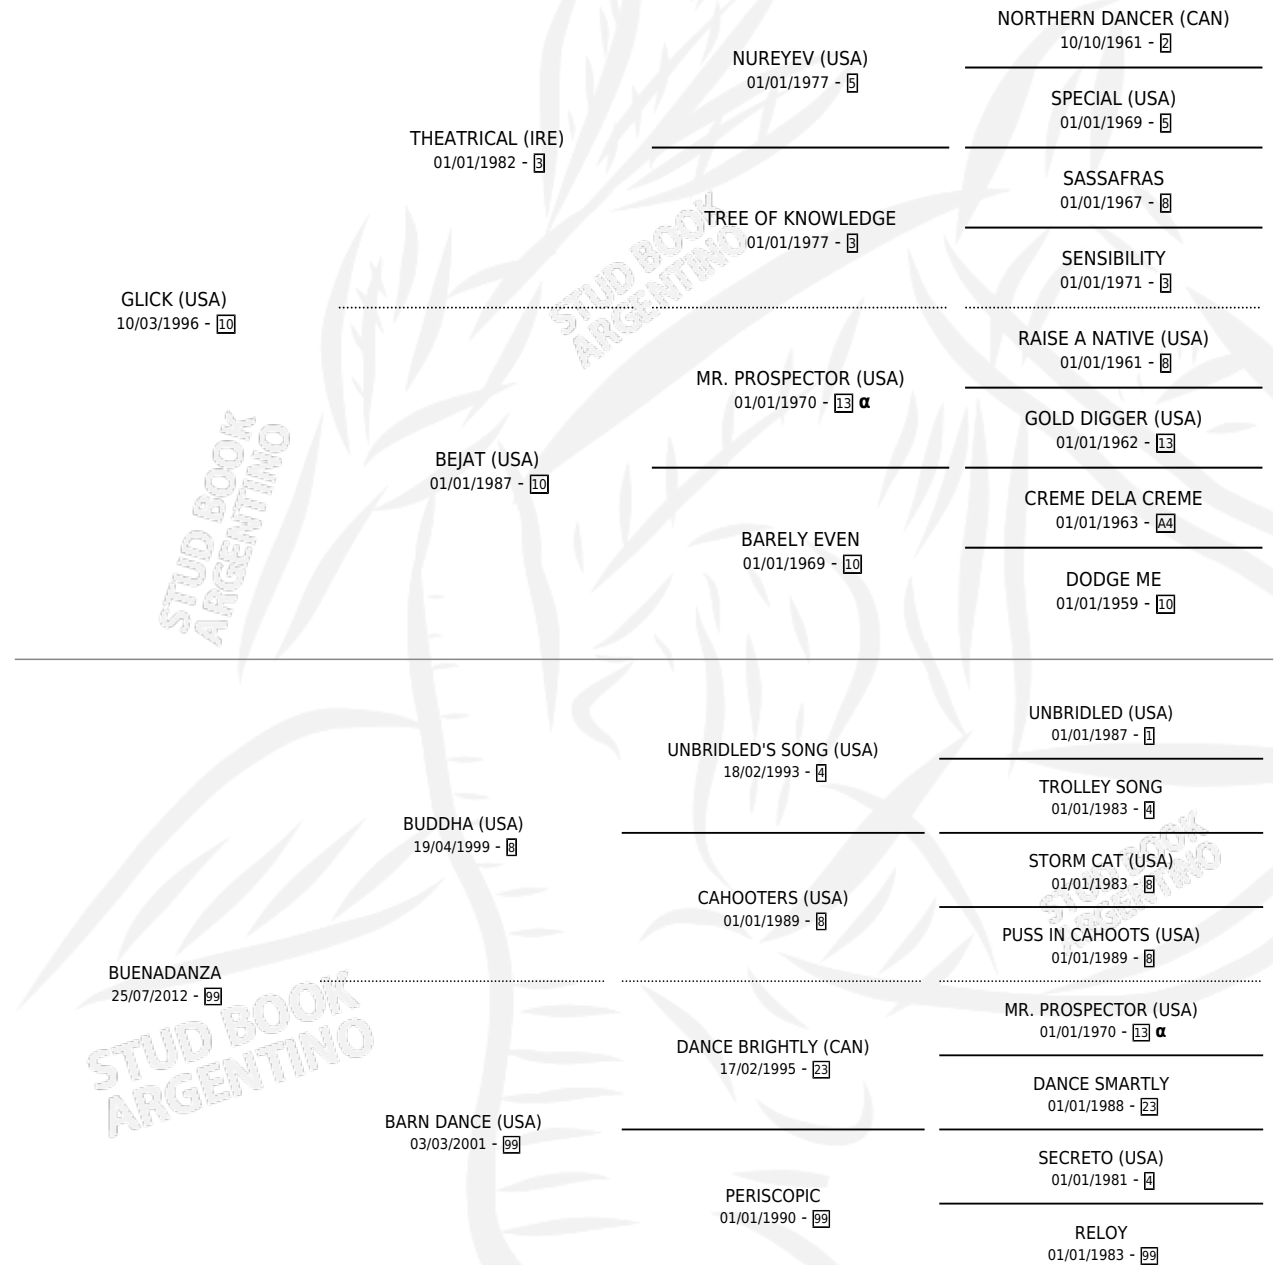 NORTHERN DANCER (CAN)
10/10/1961 - 2
NUREYEV (USA)
01/01/1977 - 5
SPECIAL (USA)
01/01/1969 - 5
THEATRICAL (IRE)
01/01/1982 - 3
SASSAFRAS
01/01/1967 - 8
TREE OF KNOWLEDGE
01/01/1977 - 3
SENSIBILITY
01/01/1971 - 3
GLICK (USA)
10/03/1996 - 10
RAISE A NATIVE (USA)
01/01/1961 - 8
MR. PROSPECTOR (USA)
01/01/1970 - 13 α
GOLD DIGGER (USA)
01/01/1962 - 13
BEJAT (USA)
01/01/1987 - 10
CREME DELA CREME
01/01/1963 - A4
BARELY EVEN
01/01/1969 - 10
DODGE ME
01/01/1959 - 10
UNBRIDLED (USA)
01/01/1987 - 1
UNBRIDLED'S SONG (USA)
18/02/1993 - 4
TROLLEY SONG
01/01/1983 - 4
BUDDHA (USA)
19/04/1999 - 8
STORM CAT (USA)
01/01/1983 - 8
CAHOOTERS (USA)
01/01/1989 - 8
PUSS IN CAHOOTS (USA)
01/01/1989 - 8
BUENADANZA
25/07/2012 - 99
MR. PROSPECTOR (USA)
01/01/1970 - 13 α
DANCE BRIGHTLY (CAN)
17/02/1995 - 23
DANCE SMARTLY
01/01/1988 - 23
BARN DANCE (USA)
03/03/2001 - 99
SECRETO (USA)
01/01/1981 - 4
PERISCOPIC
01/01/1990 - 99
RELOY
01/01/1983 - 99
STUD BOOK
ARGENTINO
STUD BOOK
ARGENTINO
STUD BOOK
ARGENTINO
STUD BOOK
ARGENTINO